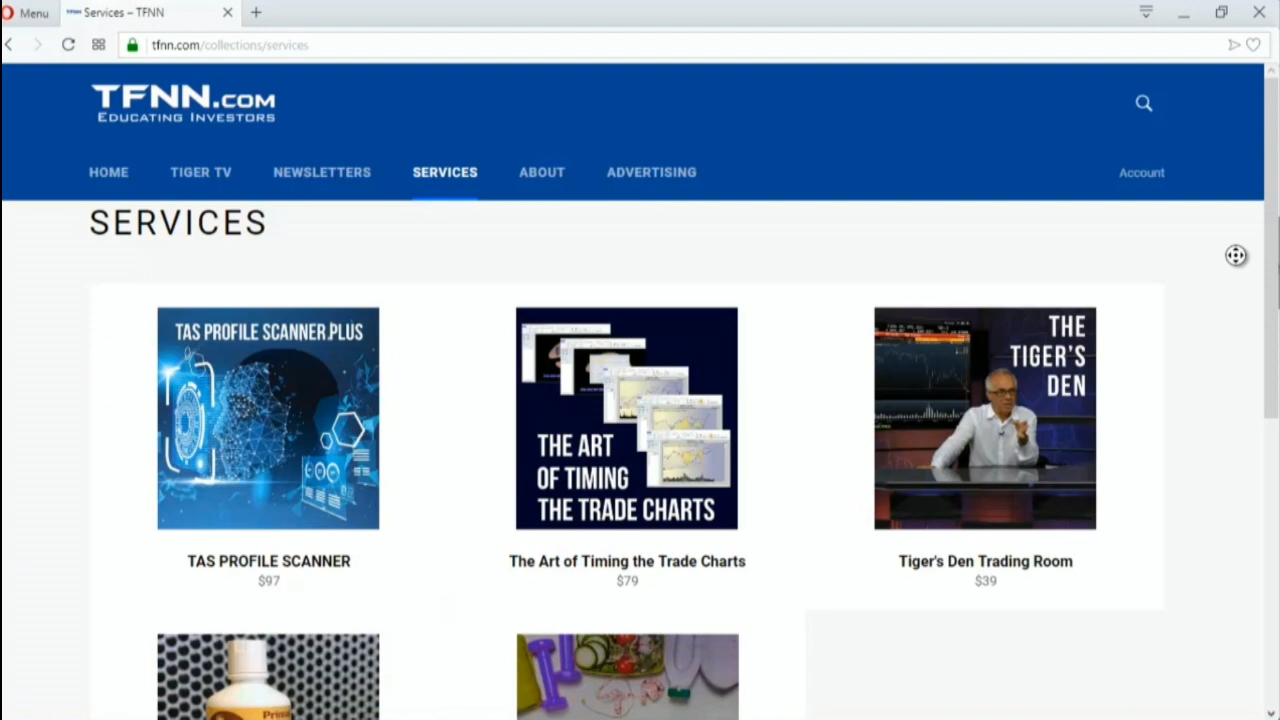 Menu
Services – TFNN
tfnn.com/collections/services
TFNN.COM
EDUCATING INVESTORS
HOME TIGER TV NEWSLETTERS SERVICES ABOUT ADVERTISING Account
SERVICES
TAS PROFILE SCANNER PLUS
THE ART
OF TIMING
THE TRADE CHARTS
THE
TIGER'S
DEN
TAS PROFILE SCANNER
$97
The Art of Timing the Trade Charts
$79
Tiger's Den Trading Room
$39